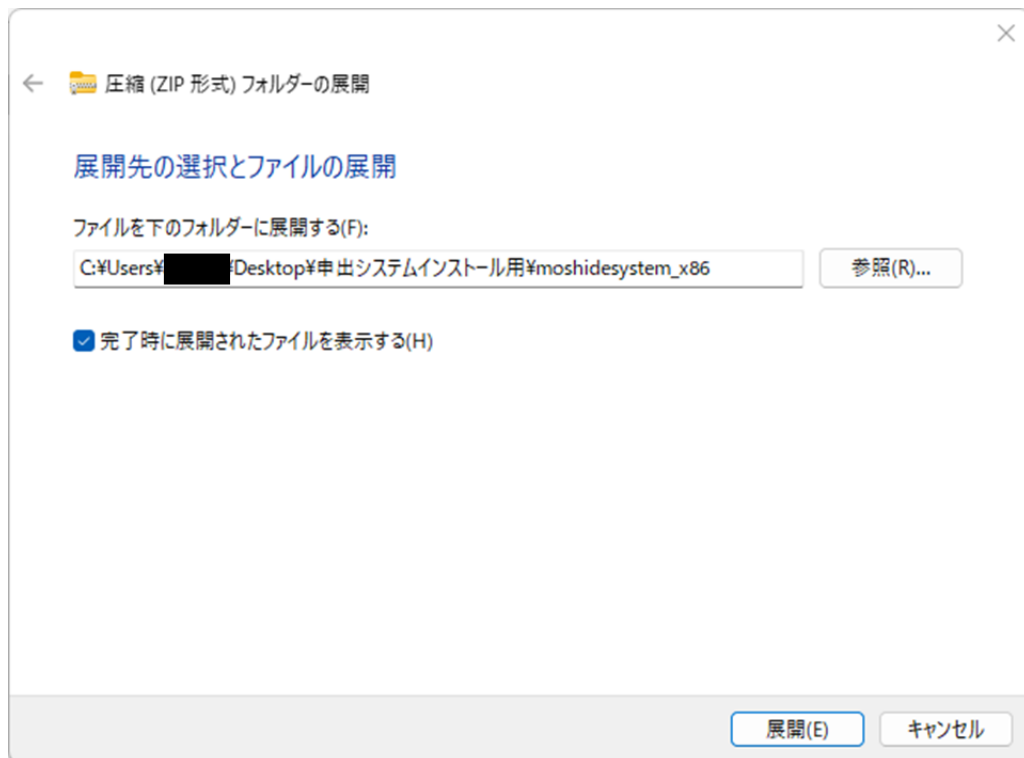 圧縮 (ZIP 形式) フォルダーの展開
展開先の選択とファイルの展開
ファイルを下のフォルダーに展開する(F):
C:¥Users¥ ¥Desktop¥申出システムインストール用¥moshidesystem_x86
参照(R)...
完了時に展開されたファイルを表示する(H)
展開(E)
キャンセル